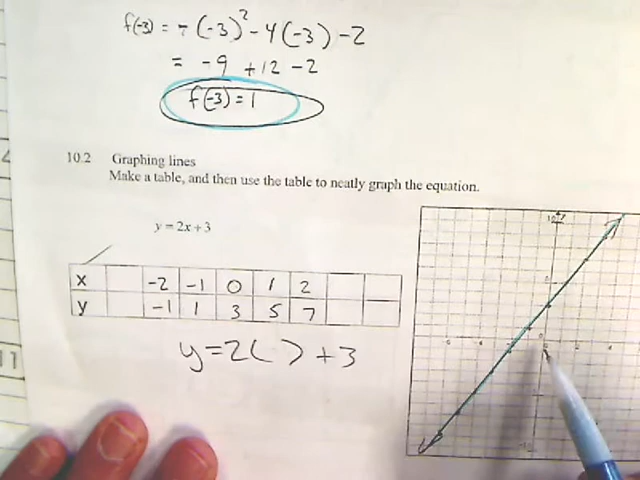 f(-3) = -(-3)² - 4(-3) - 2
= -9 + 12 - 2
f(-3) = 1
10.2 Graphing lines
Make a table, and then use the table to neatly graph the equation.
y = 2x + 3
x -2 -1 0 1 2
y -1 1 3 5 7
y = 2( ) + 3
11